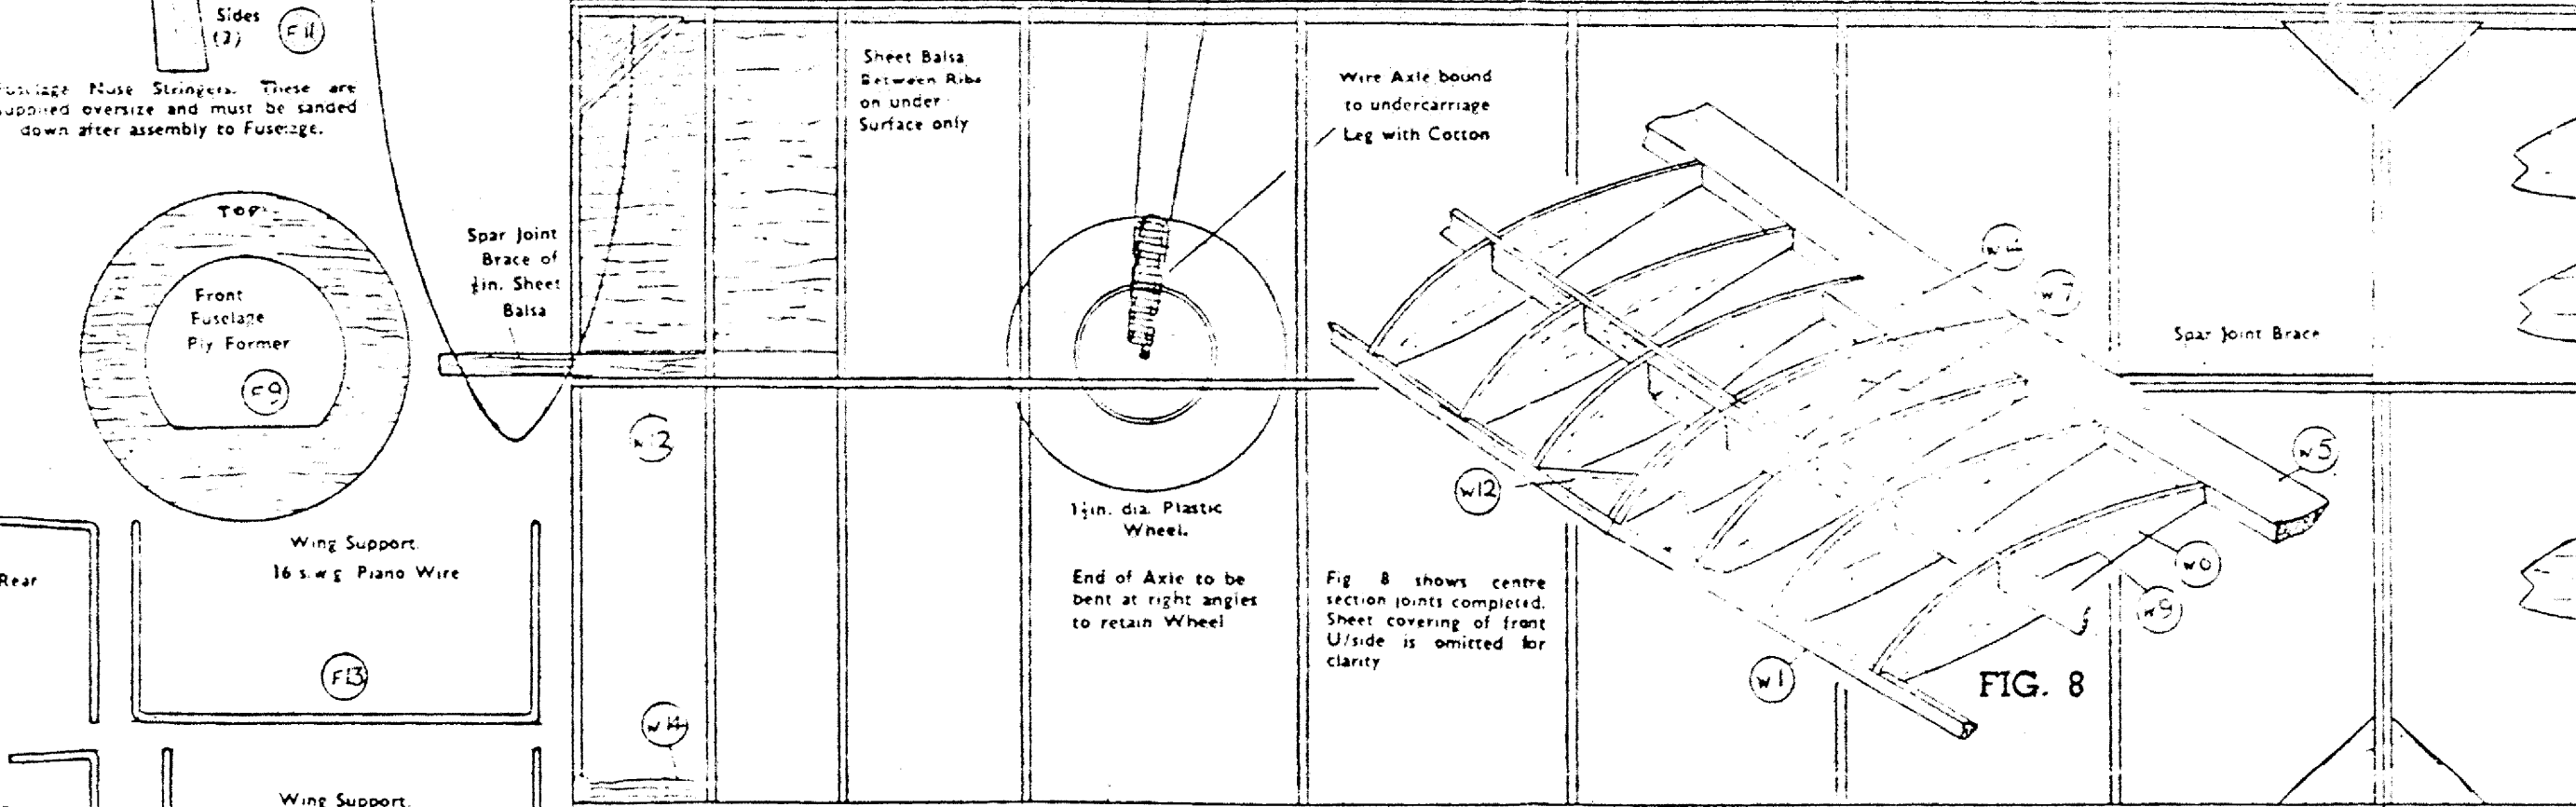 Sides
(2)
F11
Fuselage Nose Stringers. These are
supplied oversize and must be sanded
down after assembly to Fuselage.
TOP
Front
Fuselage
Ply Former
F9
Spar Joint
Brace of
in. Sheet
Balsa
Sheet Balsa
Between Ribs
on under
Surface only
Wire Axle bound
to undercarriage
Leg with Cotton
W4
W7
Spar Joint Brace
W13
W12
W5
1½in. dia. Plastic
Wheel.
End of Axle to be
bent at right angles
to retain Wheel
Fig 8 shows centre
section joints completed.
Sheet covering of front
U/side is omitted for
clarity
W9
W1
FIG. 8
Rear
Wing Support.
16 s.w.g Piano Wire
F13
W14
Wing Support.